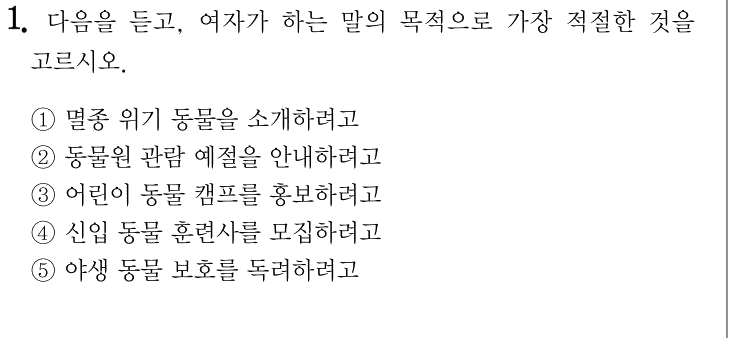 1. 다음을 듣고, 여자가 하는 말의 목적으로 가장 적절한 것을
고르시오.
① 멸종 위기 동물을 소개하려고
② 동물원 관람 예절을 안내하려고
③ 어린이 동물 캠프를 홍보하려고
④ 신입 동물 훈련사를 모집하려고
⑤ 야생 동물 보호를 독려하려고